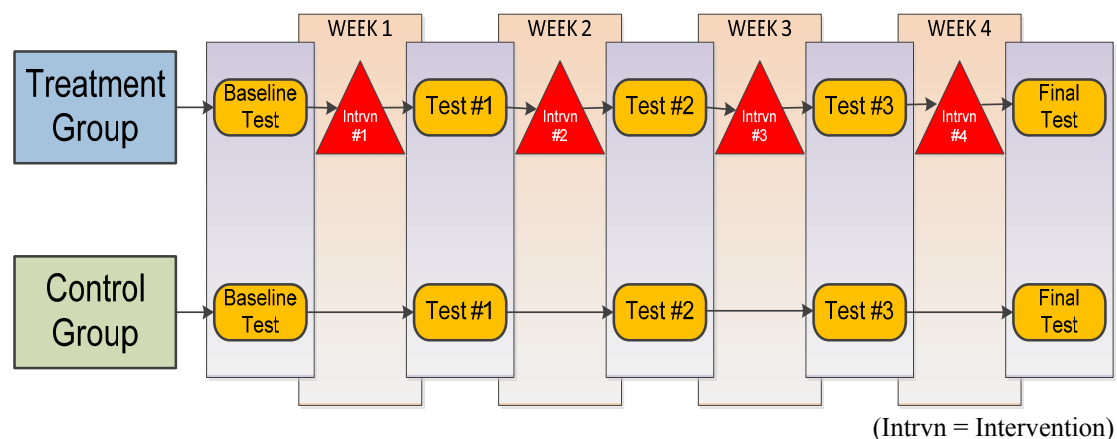 WEEK 1
WEEK 2
WEEK 3
WEEK 4
Treatment
Group
Baseline
Test
Intrvn
#1
Test #1
Intrvn
#2
Test #2
Intrvn
#3
Test #3
Intrvn
#4
Final
Test
Control
Group
Baseline
Test
Test #1
Test #2
Test #3
Final
Test
(Intrvn = Intervention)